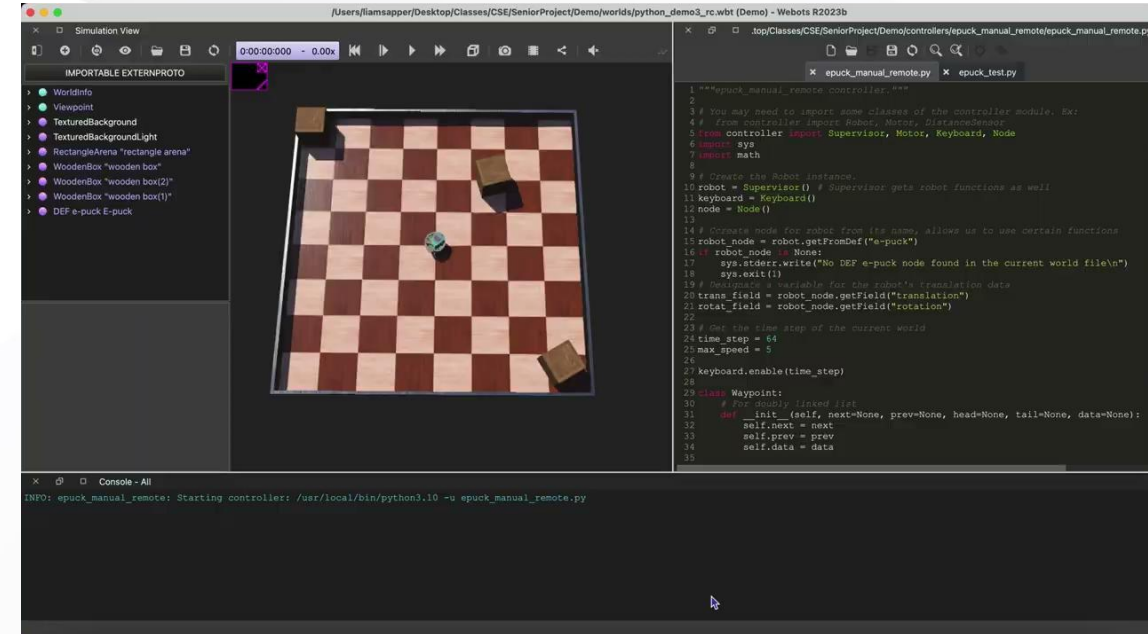 /Users/liamsapper/Desktop/Classes/CSE/SeniorProject/Demo/worlds/python_demo3_rc.wbt (Demo) - Webots R2023b
Simulation View
0:00:00:000 - 0.00x
IMPORTABLE EXTERNPROTO
WorldInfo
Viewpoint
TexturedBackground
TexturedBackgroundLight
RectangleArena "rectangle arena"
WoodenBox "wooden box"
WoodenBox "wooden box(2)"
WoodenBox "wooden box(1)"
DEF e-puck E-puck
.top/Classes/CSE/SeniorProject/Demo/controllers/epuck_manual_remote/epuck_manual_remote.py
epuck_manual_remote.py epuck_test.py
1 """epuck_manual_remote controller."""
2
3 # You may need to import some classes of the controller module. Ex:
4 # from controller import Robot, Motor, DistanceSensor
5 from controller import Supervisor, Motor, Keyboard, Node
6 import sys
7 import math
8
9 # Create the Robot instance.
10 robot = Supervisor() # Supervisor gets robot functions as well
11 keyboard = Keyboard()
12 node = Node()
13
14 # Ccreate node for robot from its name, allows us to use certain functions
15 robot_node = robot.getFromDef("e-puck")
16 if robot_node is None:
17 sys.stderr.write("No DEF e-puck node found in the current world file\n")
18 sys.exit(1)
19 # Designate a variable for the robot's translation data
20 trans_field = robot_node.getField("translation")
21 rotat_field = robot_node.getField("rotation")
22
23 # Get the time step of the current world
24 time_step = 64
25 max_speed = 5
26
27 keyboard.enable(time_step)
28
29 class Waypoint:
30 # For doubly linked list
31 def __init__(self, next=None, prev=None, head=None, tail=None, data=None):
32 self.next = next
33 self.prev = prev
34 self.data = data
35
Console - All
INFO: epuck_manual_remote: Starting controller: /usr/local/bin/python3.10 -u epuck_manual_remote.py